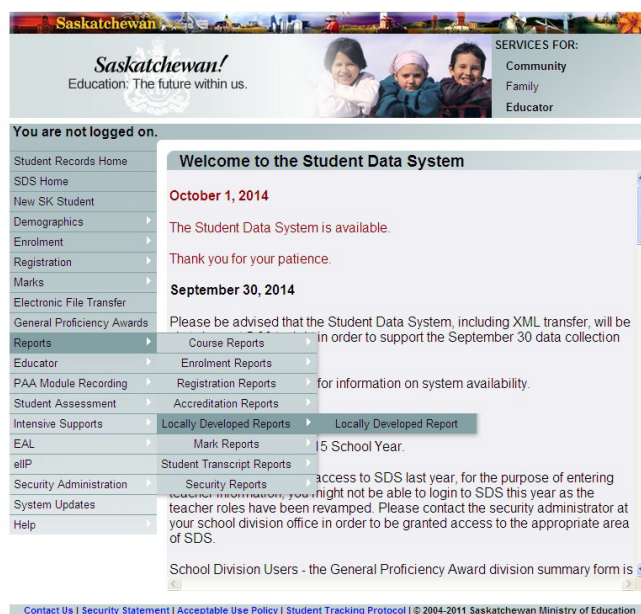 Saskatchewan
SERVICES FOR:
Saskatchewan!
Community
Education: The future within us.
Family
Educator
You are not logged on.
Student Records Home
SDS Home
New SK Student
Demographics
Enrolment
Registration
Marks
Electronic File Transfer
General Proficiency Awards
Reports
Educator
PAA Module Recording
Student Assessment
Intensive Supports
EAL
eIIP
Security Administration
System Updates
Help
Course Reports
Enrolment Reports
Registration Reports
Accreditation Reports
Locally Developed Reports
Mark Reports
Student Transcript Reports
Security Reports
Locally Developed Report
Welcome to the Student Data System
October 1, 2014
The Student Data System is available.
Thank you for your patience.
September 30, 2014
Please be advised that the Student Data System, including XML transfer, will be
in order to support the September 30 data collection
for information on system availability.
15 School Year.
access to SDS last year, for the purpose of entering
teacher information, you might not be able to login to SDS this year as the
teacher roles have been revamped. Please contact the security administrator at
your school division office in order to be granted access to the appropriate area
of SDS.
School Division Users - the General Proficiency Award division summary form is
Contact Us | Security Statement | Acceptable Use Policy | Student Tracking Protocol | © 2004-2011 Saskatchewan Ministry of Education